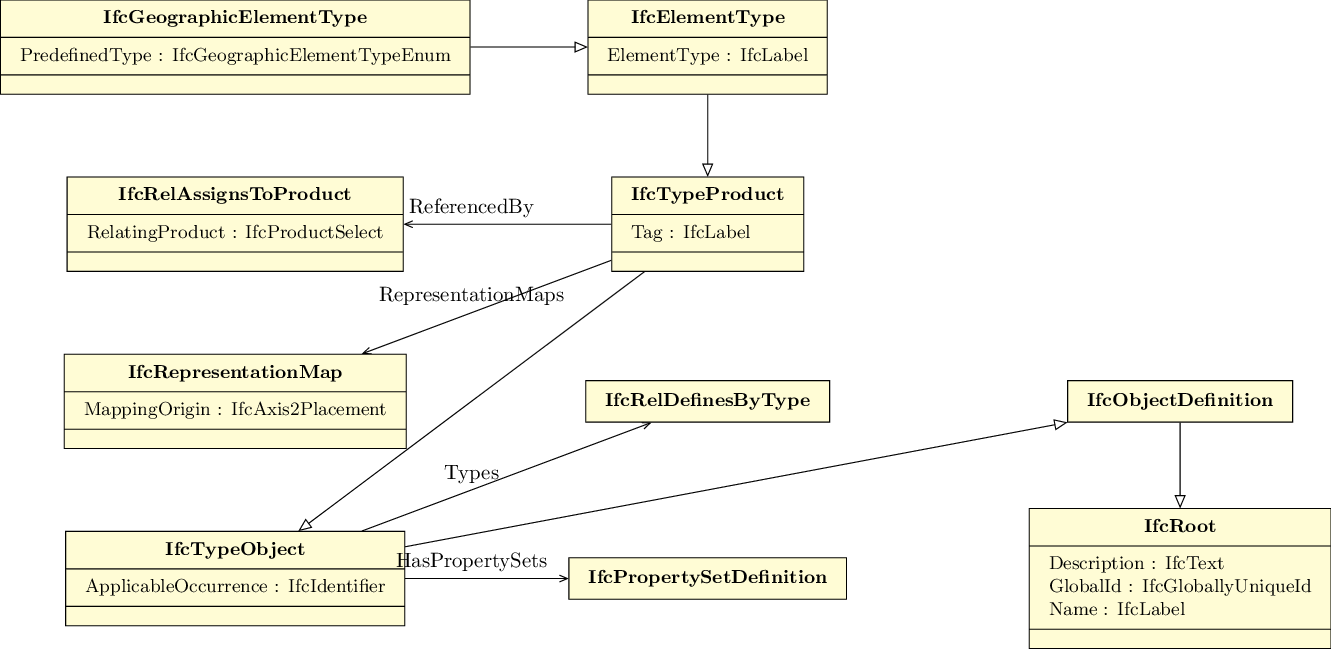 IfcGeographicElementType
PredefinedType : IfcGeographicElementTypeEnum
IfcElementType
ElementType : IfcLabel
IfcRelAssignsToProduct
RelatingProduct : IfcProductSelect
ReferencedBy
IfcTypeProduct
Tag : IfcLabel
RepresentationMaps
IfcRepresentationMap
MappingOrigin : IfcAxis2Placement
IfcRelDefinesByType
IfcObjectDefinition
Types
IfcTypeObject
ApplicableOccurrence : IfcIdentifier
HasPropertySets
IfcPropertySetDefinition
IfcRoot
Description : IfcText
GlobalId : IfcGloballyUniqueId
Name : IfcLabel